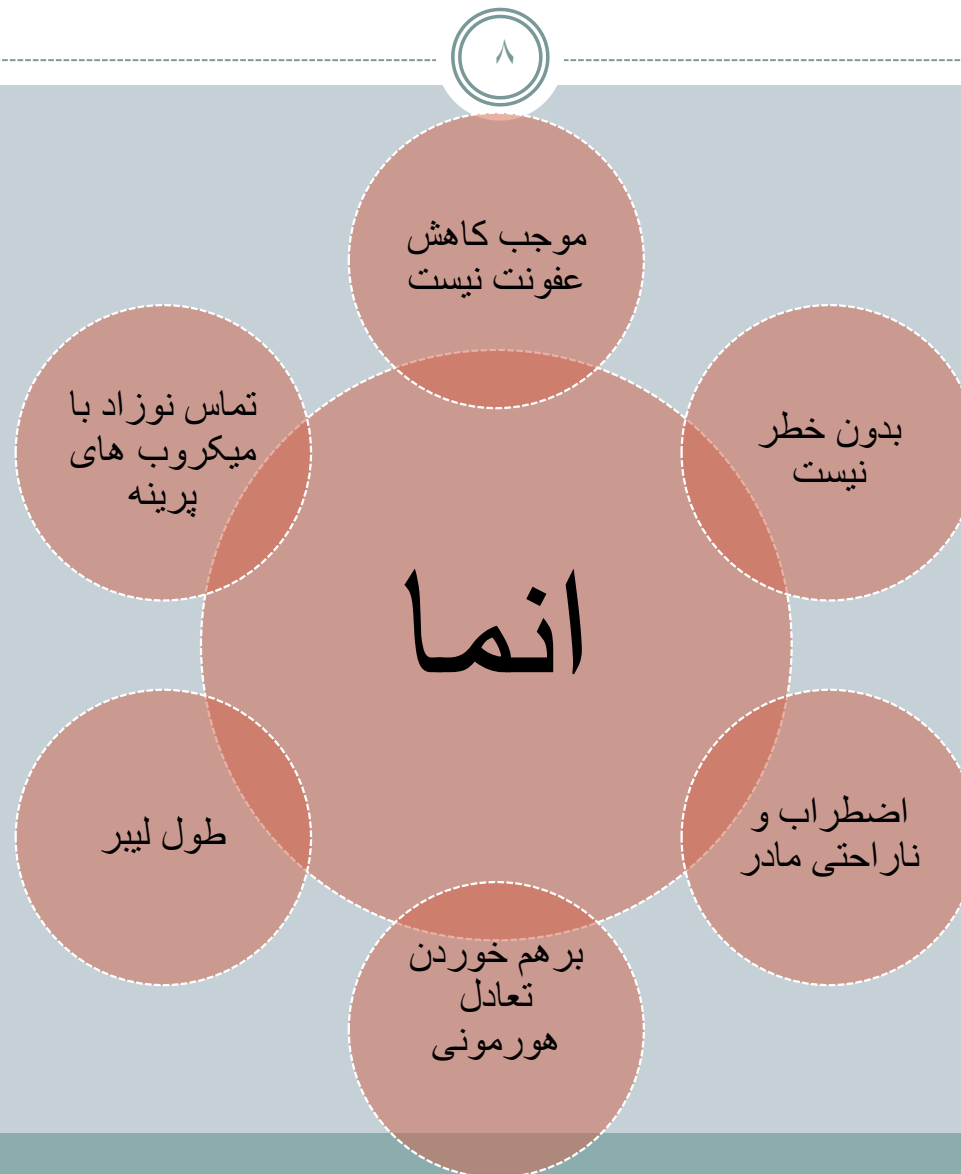 ۸
موجب کاهش
عفونت نیست
بدون خطر
نیست
اضطراب و
ناراحتی مادر
بر هم خوردن
تعادل
هورمونی
طول لیبر
تماس نوزاد با
میکروب های
پرینه
انما